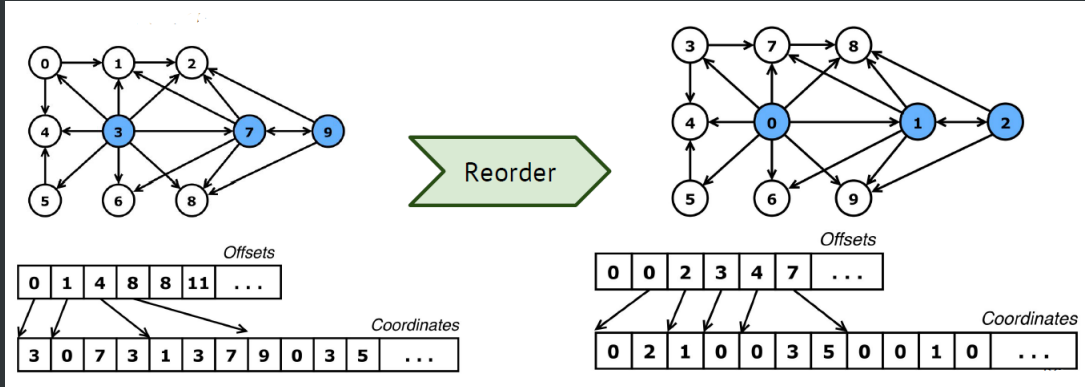 0 1 2
4 3 7 9
5 6 8
Reorder
3 7 8
4 0 1 2
5 6 9
Offsets
0 1 4 8 8 11 ...
Coordinates
3 0 7 3 1 3 7 9 0 3 5 ...
Offsets
0 0 2 3 4 7 ...
Coordinates
0 2 1 0 0 3 5 0 0 1 0 ...